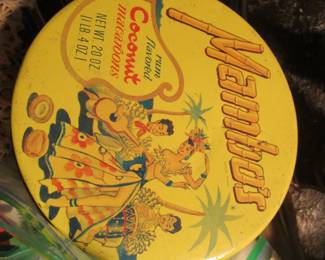 Mambo's
rum
flavored
Coconut
macaroons
NET WT. 20 OZ
(1 LB. 4 OZ.)